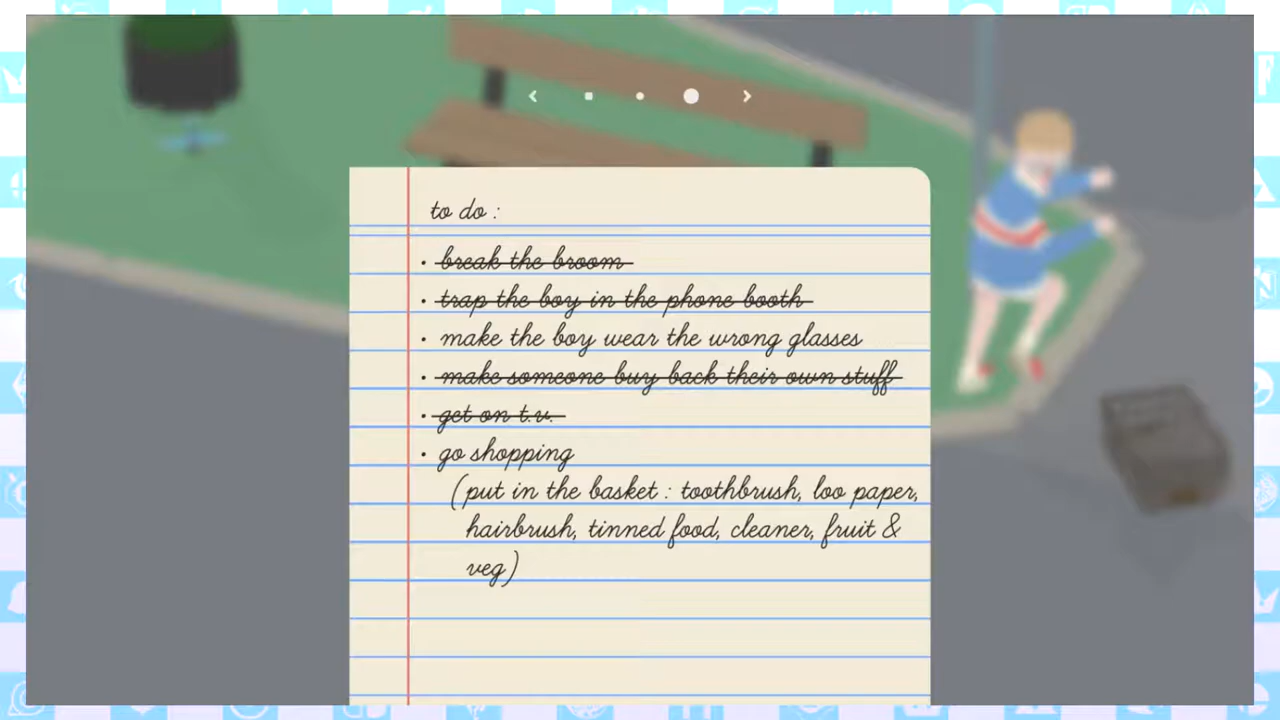 to do :
• break the broom
• trap the boy in the phone booth
• make the boy wear the wrong glasses
• make someone buy back their own stuff
• get on t.v.
• go shopping
(put in the basket : toothbrush, loo paper,
hairbrush, tinned food, cleaner, fruit &
veg)